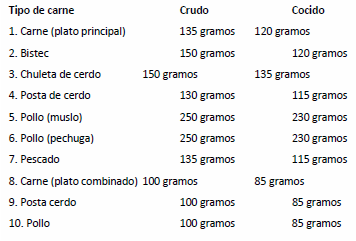 Tipo de carne Crudo Cocido
1. Carne (plato principal) 135 gramos 120 gramos
2. Bistec 150 gramos 120 gramos
3. Chuleta de cerdo 150 gramos 135 gramos
4. Posta de cerdo 130 gramos 115 gramos
5. Pollo (muslo) 250 gramos 230 gramos
6. Pollo (pechuga) 250 gramos 230 gramos
7. Pescado 135 gramos 115 gramos
8. Carne (plato combinado) 100 gramos 85 gramos
9. Posta cerdo 100 gramos 85 gramos
10. Pollo 100 gramos 85 gramos